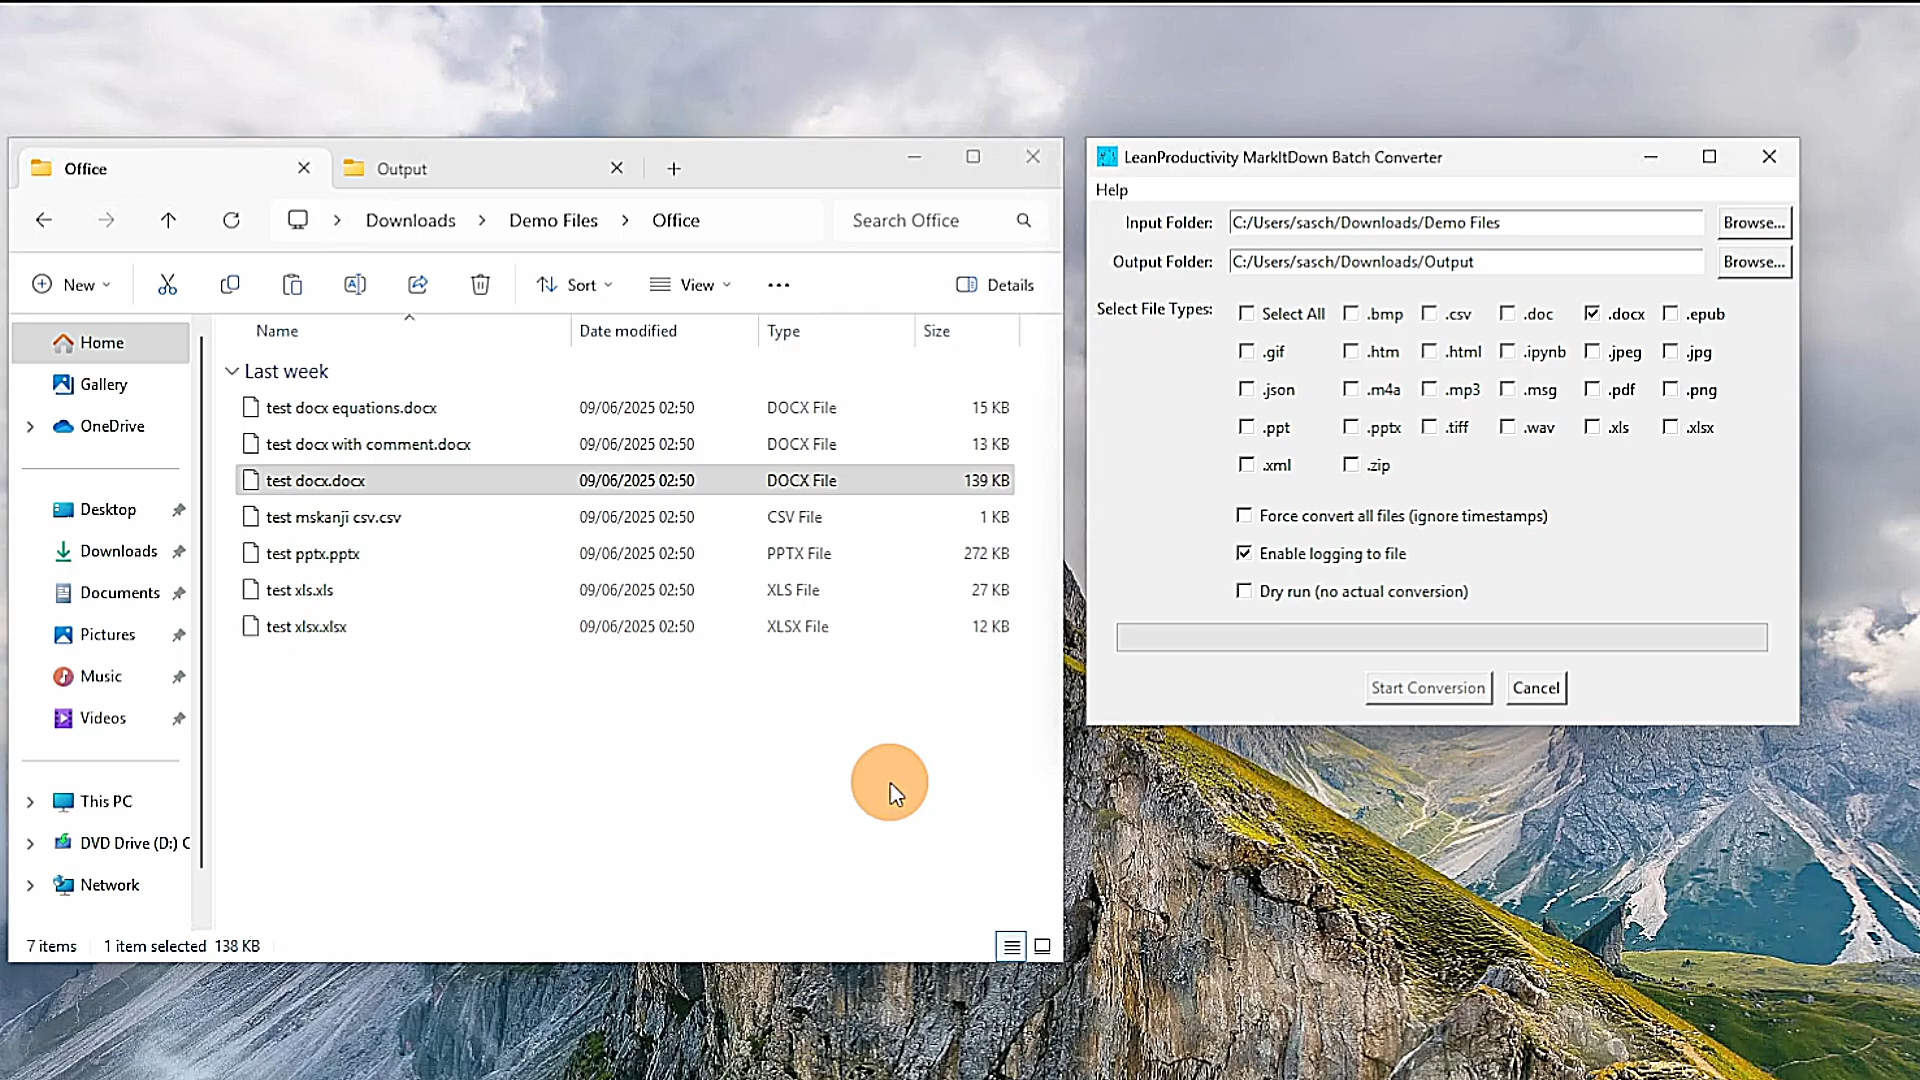 Office
Output
Downloads
Demo Files
Office
Search Office
New
Sort
View
Details
Home
Gallery
OneDrive
Desktop
Downloads
Documents
Pictures
Music
Videos
This PC
DVD Drive (D:) C
Network
Name
Date modified
Type
Size
Last week
test docx equations.docx 09/06/2025 02:50 DOCX File 15 KB
test docx with comment.docx 09/06/2025 02:50 DOCX File 13 KB
test docx.docx 09/06/2025 02:50 DOCX File 139 KB
test mskanji csv.csv 09/06/2025 02:50 CSV File 1 KB
test pptx.pptx 09/06/2025 02:50 PPTX File 272 KB
test xls.xls 09/06/2025 02:50 XLS File 27 KB
test xlsx.xlsx 09/06/2025 02:50 XLSX File 12 KB
7 items 1 item selected 138 KB
LeanProductivity MarkItDown Batch Converter
Help
Input Folder: C:/Users/sasch/Downloads/Demo Files Browse...
Output Folder: C:/Users/sasch/Downloads/Output Browse...
Select File Types: Select All .bmp .csv .doc .docx .epub
.gif .htm .html .ipynb .jpeg .jpg
.json .m4a .mp3 .msg .pdf .png
.ppt .pptx .tiff .wav .xls .xlsx
.xml .zip
Force convert all files (ignore timestamps)
Enable logging to file
Dry run (no actual conversion)
Start Conversion Cancel